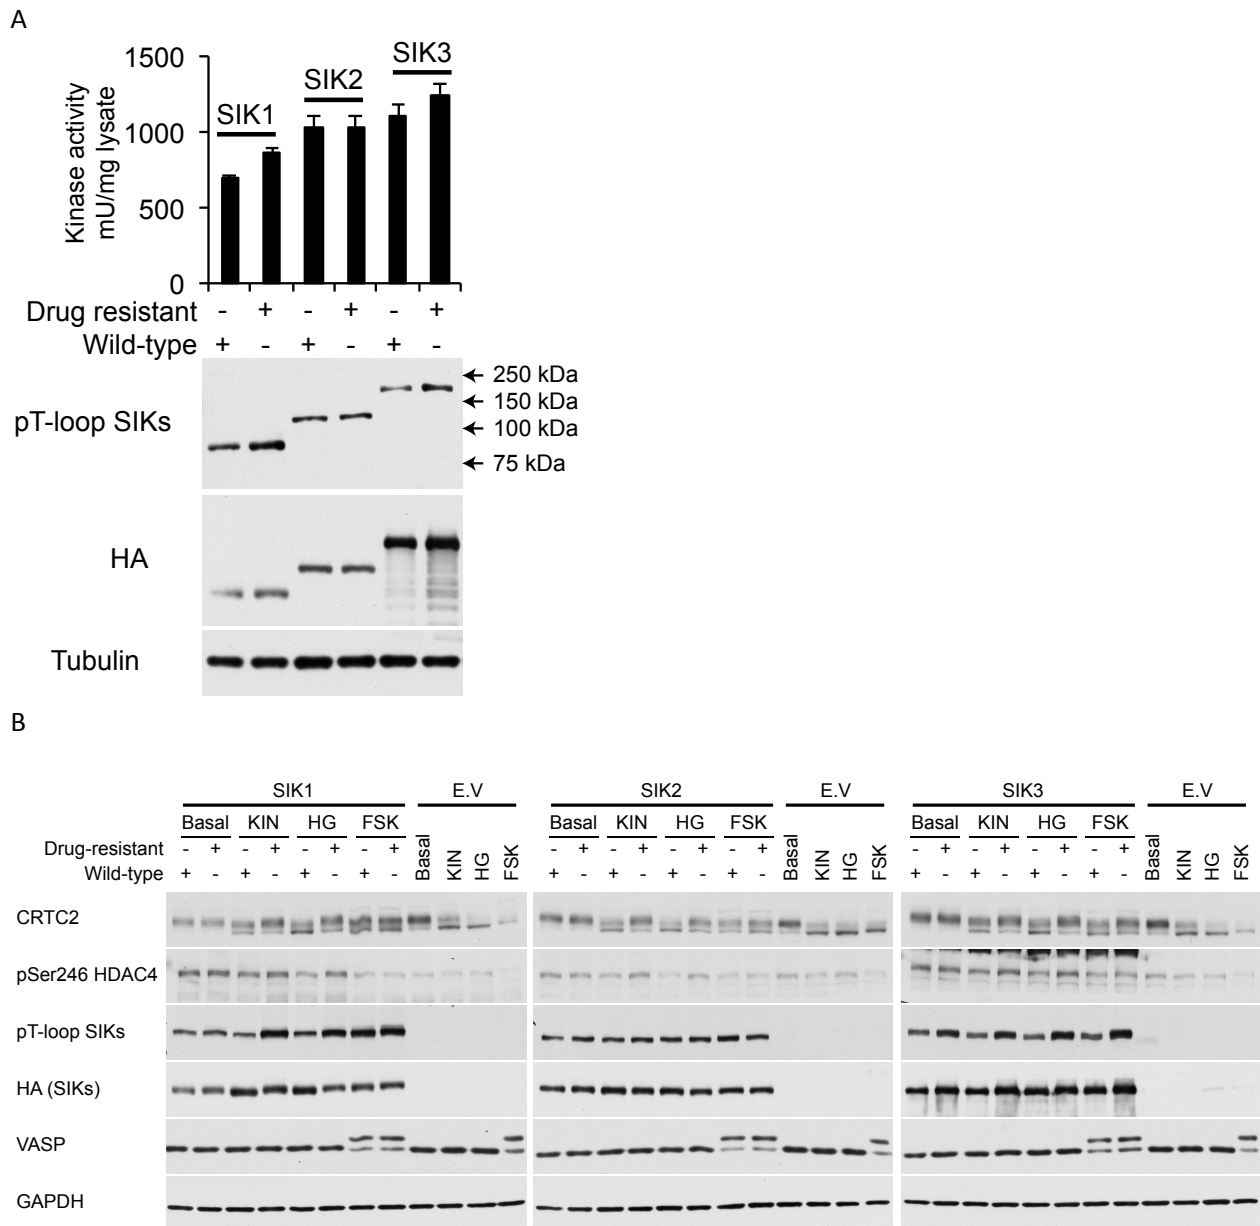 A
1500
1000
500
0
Kinase activity
mU/mg lysate
SIK1
SIK2
SIK3
Drug resistant - + - + - +
Wild-type + - + - + -
pT-loop SIKs
250 kDa
150 kDa
100 kDa
75 kDa
HA
Tubulin
B
SIK1 E.V SIK2 E.V SIK3 E.V
Basal KIN HG FSK Basal KIN HG FSK Basal KIN HG FSK Basal KIN HG FSK Basal KIN HG FSK Basal KIN HG FSK
Drug-resistant - + - + - + - + - + - + - + - + - + - + - + - +
Wild-type + - + - + - + - + - + - + - + - + - + - + - + -
CRTC2
pSer246 HDAC4
pT-loop SIKs
HA (SIKs)
VASP
GAPDH